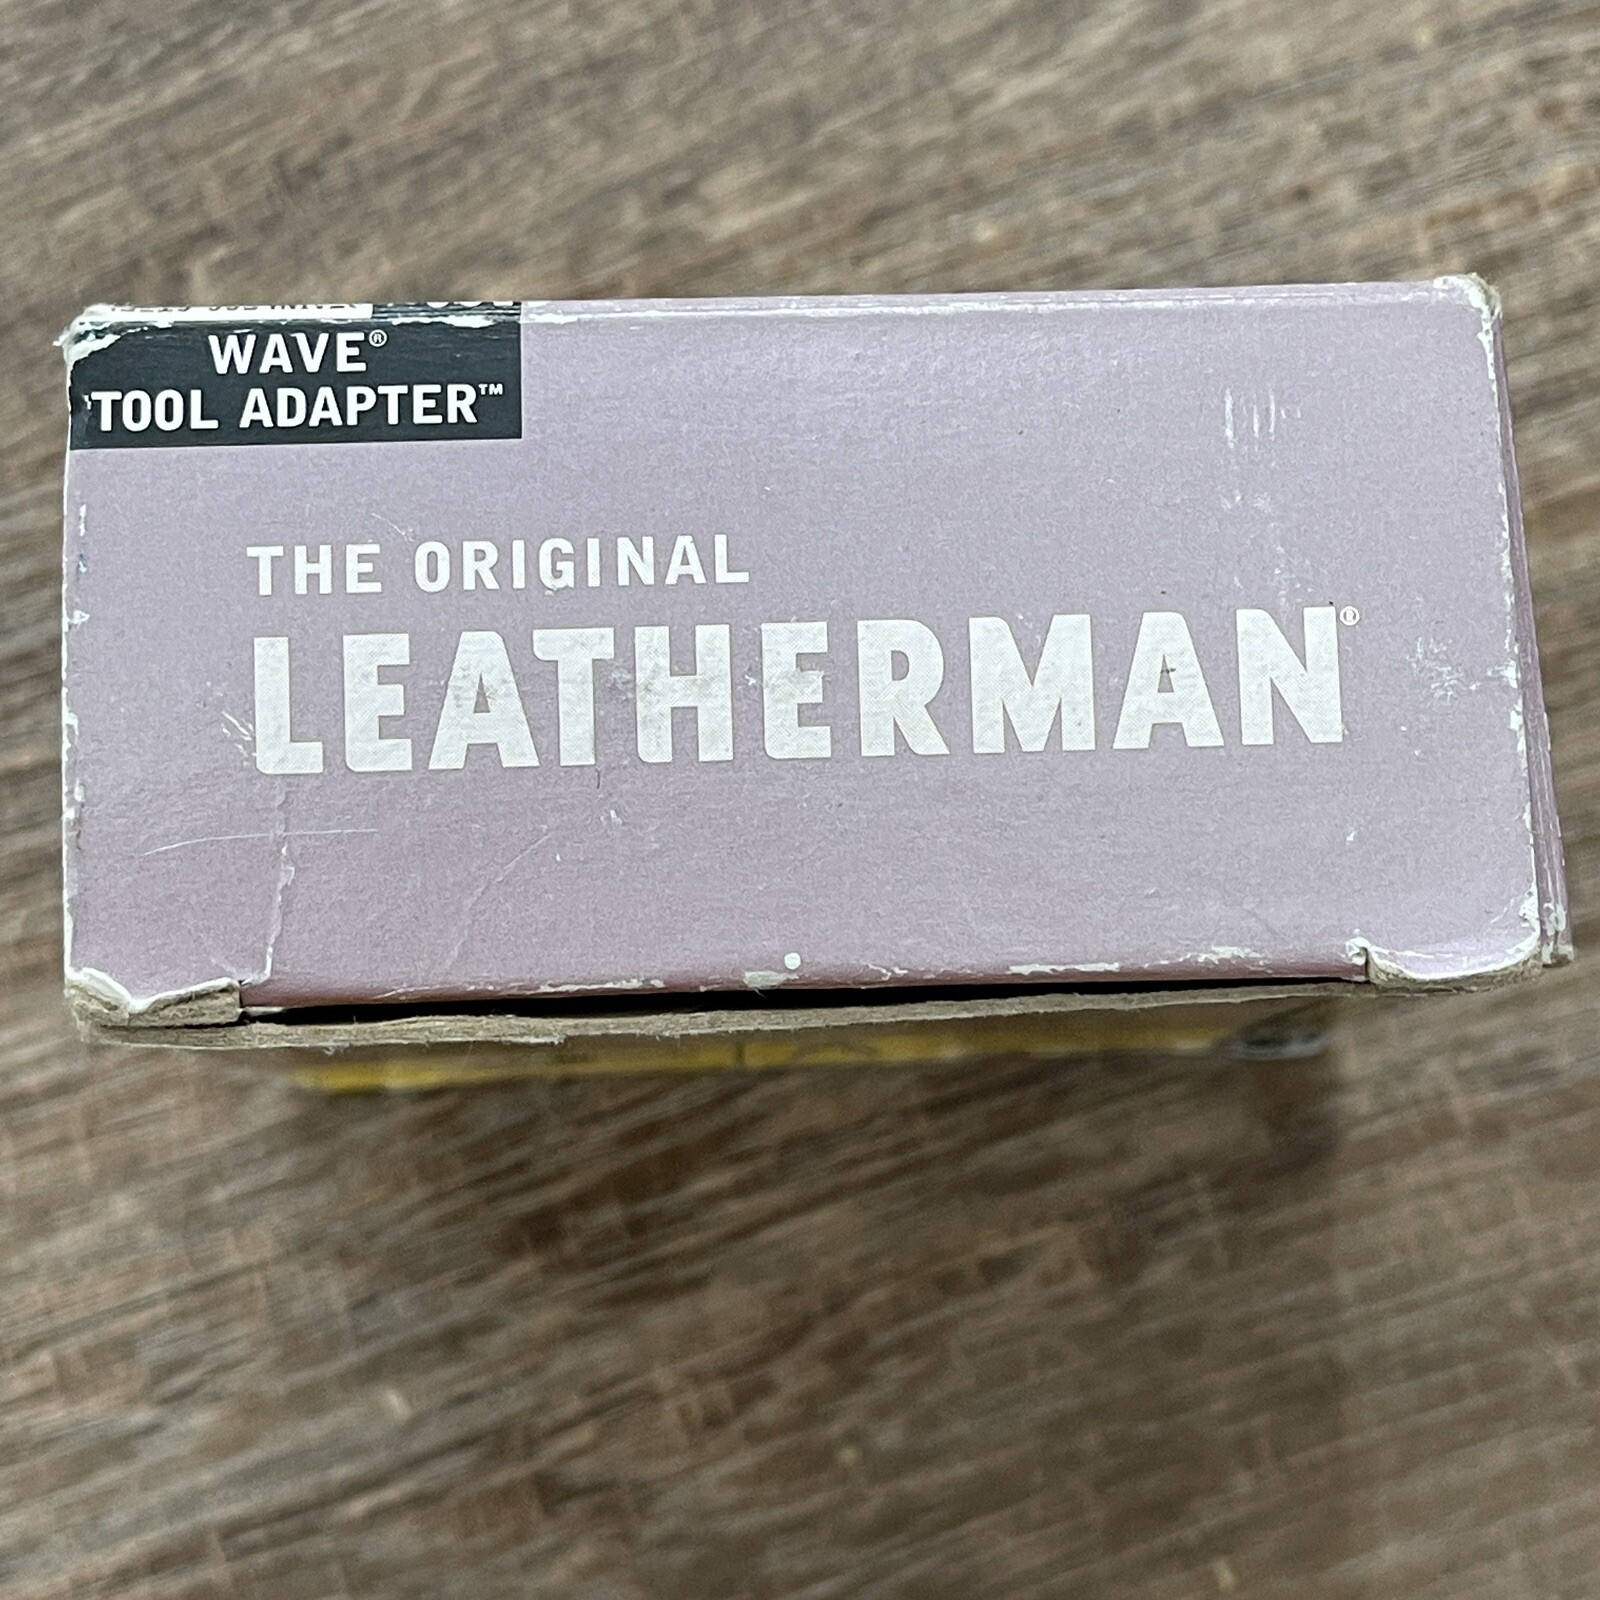 WAVE®
TOOL ADAPTER™
THE ORIGINAL
LEATHERMAN®